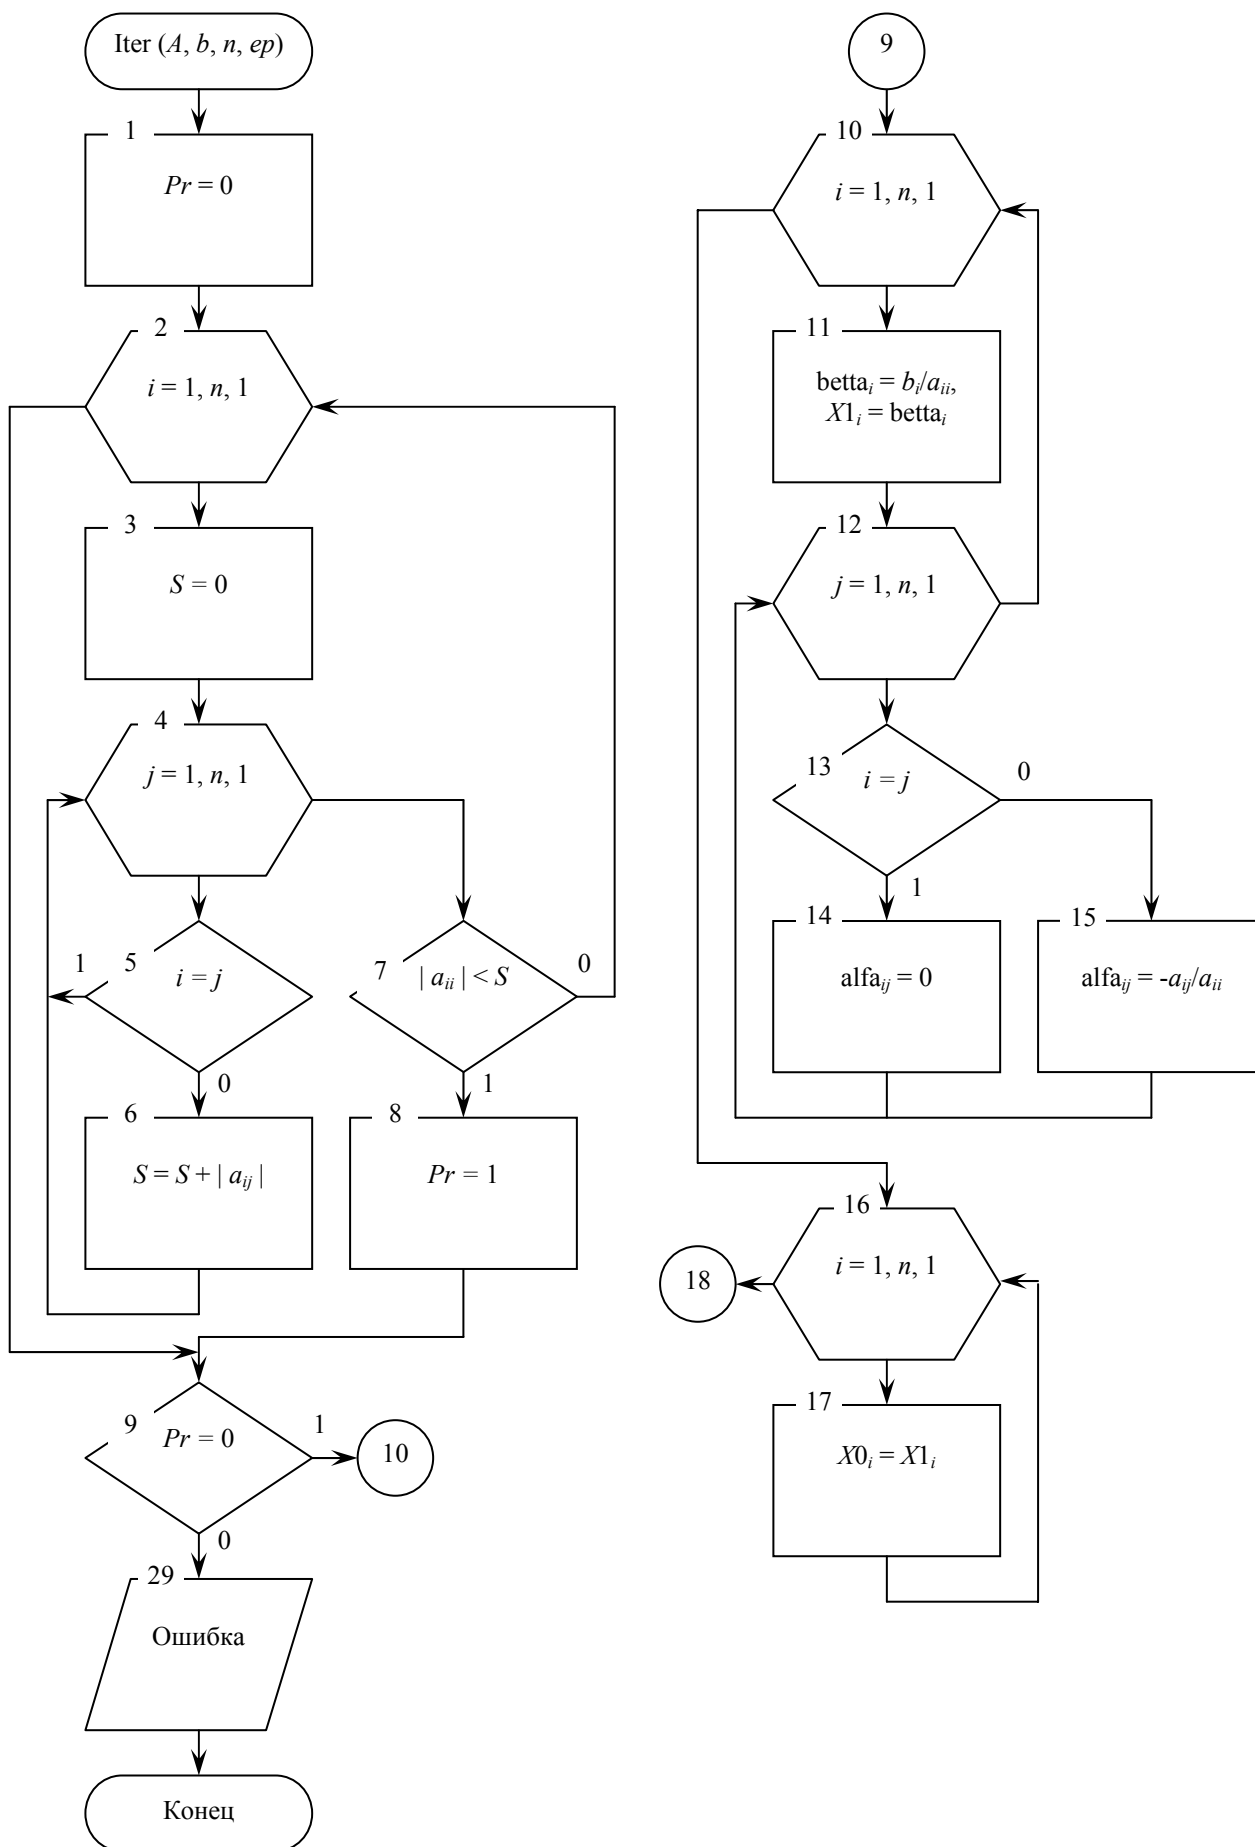 Iter (A, b, n, ep)
1
Pr = 0
2
i = 1, n, 1
3
S = 0
4
j = 1, n, 1
5
i = j
1
0
7
| aᵢᵢ | < S
0
1
6
S = S + | aᵢⱼ |
8
Pr = 1
9
Pr = 0
1
10
0
29
Ошибка
Конец
9
10
i = 1, n, 1
11
bettaᵢ = bᵢ/aᵢᵢ,
X1ᵢ = bettaᵢ
12
j = 1, n, 1
13
i = j
0
1
14
alfaᵢⱼ = 0
15
alfaᵢⱼ = -aᵢⱼ/aᵢᵢ
16
i = 1, n, 1
18
17
X0ᵢ = X1ᵢ